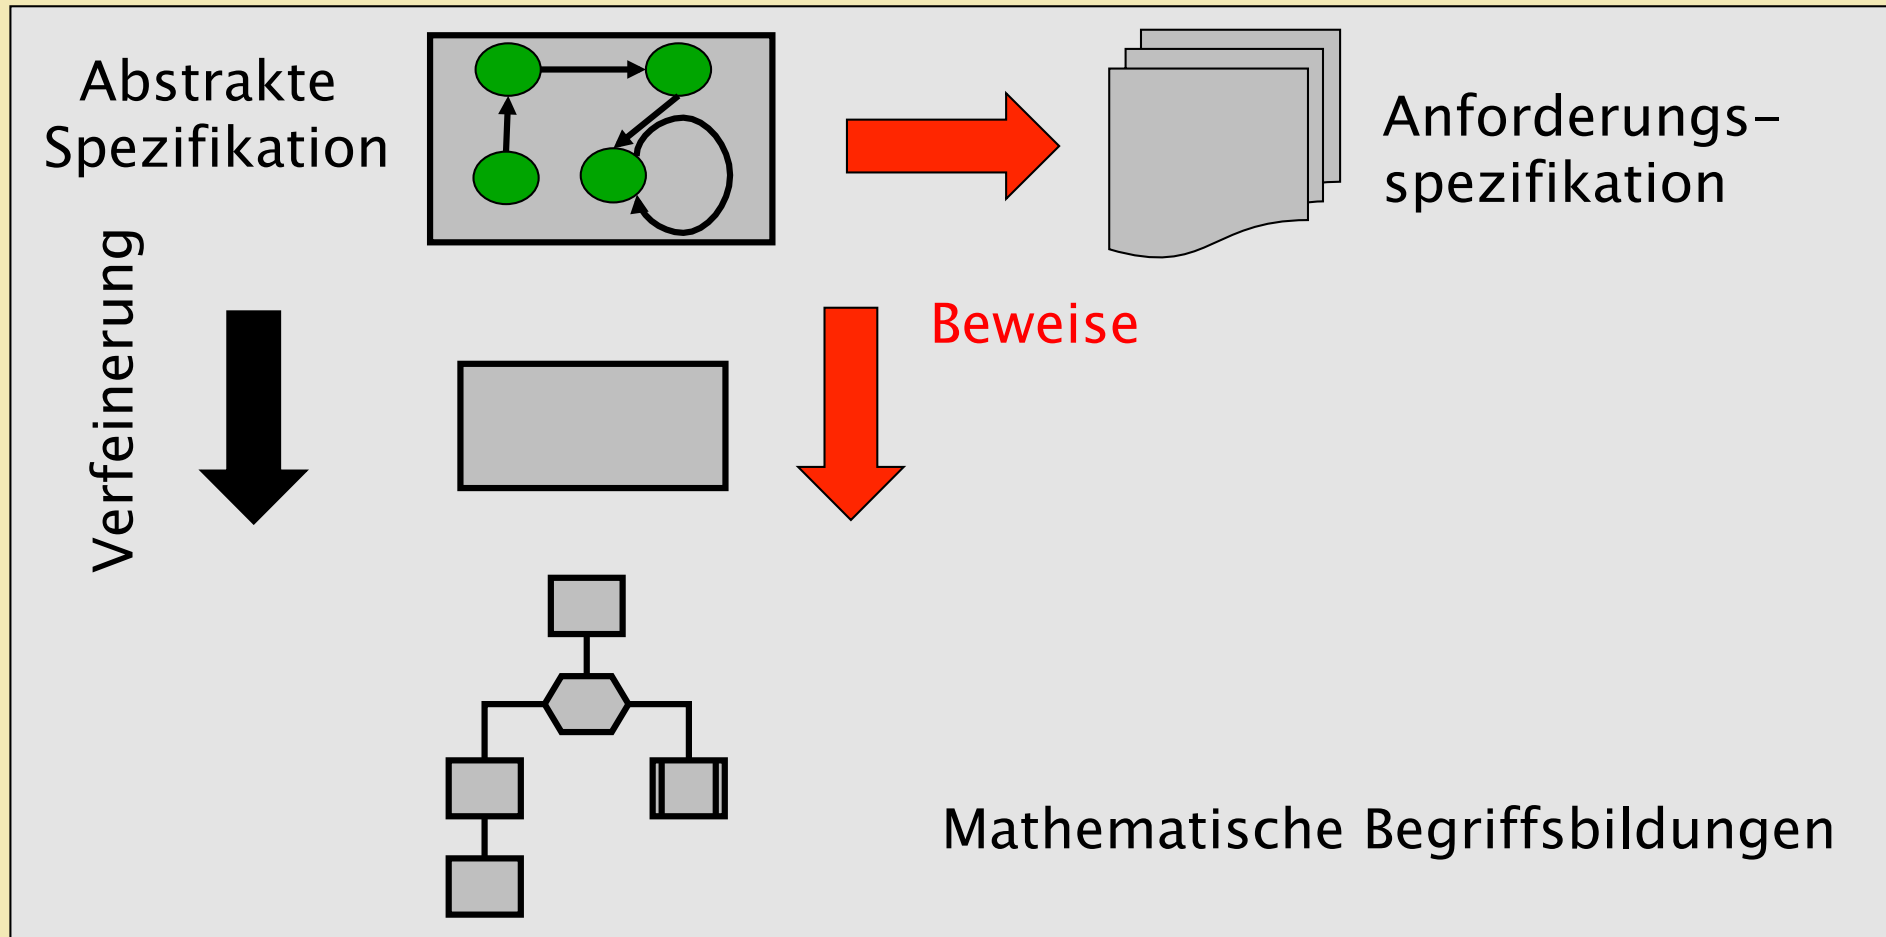 Abstrakte
Spezifikation
Anforderungs-
spezifikation
Verfeinerung
Beweise
Mathematische Begriffsbildungen